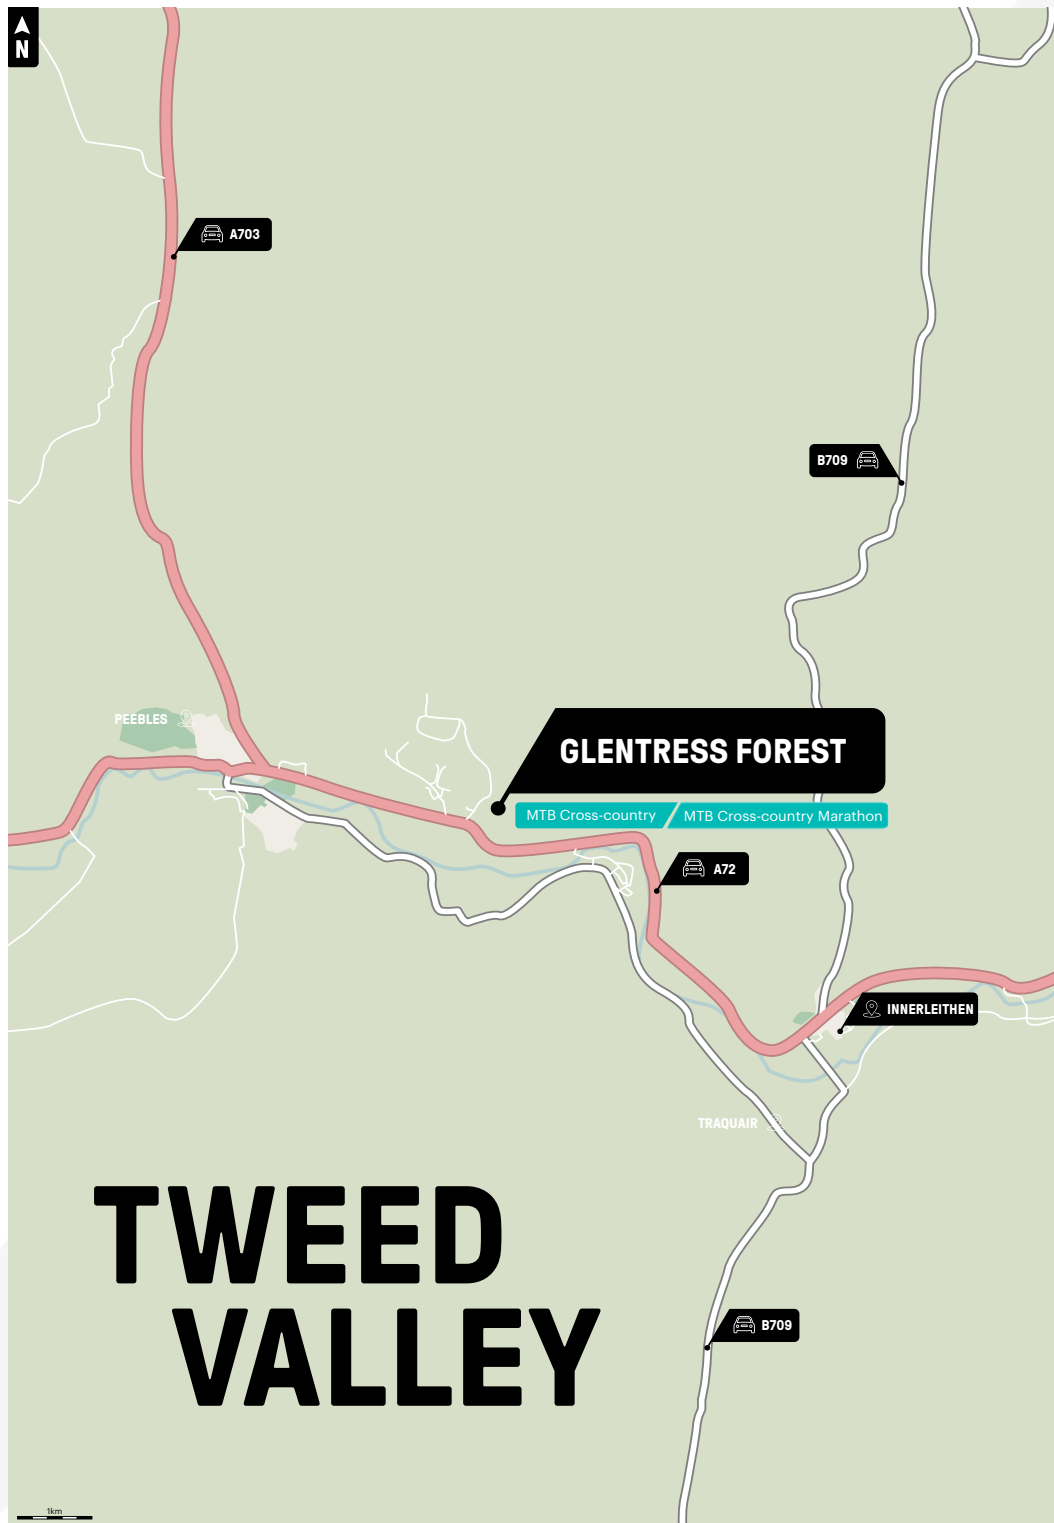 N
A703
B709
PEEBLES
GLENTRESS FOREST
MTB Cross-country
MTB Cross-country Marathon
A72
INNERLEITHEN
TRAQUAIR
TWEED
VALLEY
B709
1km